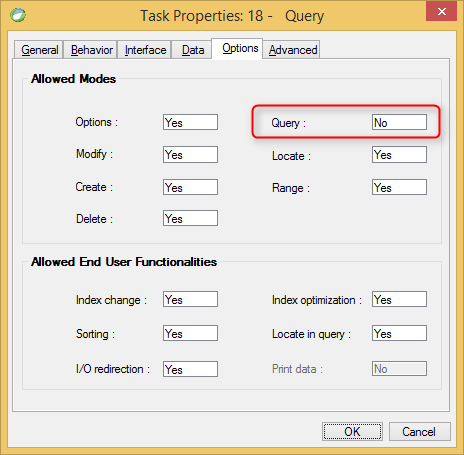 Task Properties: 18 - Query
General Behavior Interface Data Options Advanced
Allowed Modes
Options : Yes Query : No
Modify : Yes Locate : Yes
Create : Yes Range : Yes
Delete : Yes
Allowed End User Functionalities
Index change : Yes Index optimization : Yes
Sorting : Yes Locate in query : Yes
I/O redirection : Yes Print data : No
OK Cancel